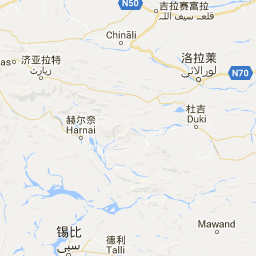 N50
吉拉赛富拉
قلعہ سیف اللہ
Chināli
as
济亚拉特
زیارت
洛拉莱
لورالائی
N70
杜吉
Duki
赫尔奈
Harnai
Mawand
锡比
سبی
德利
Talli